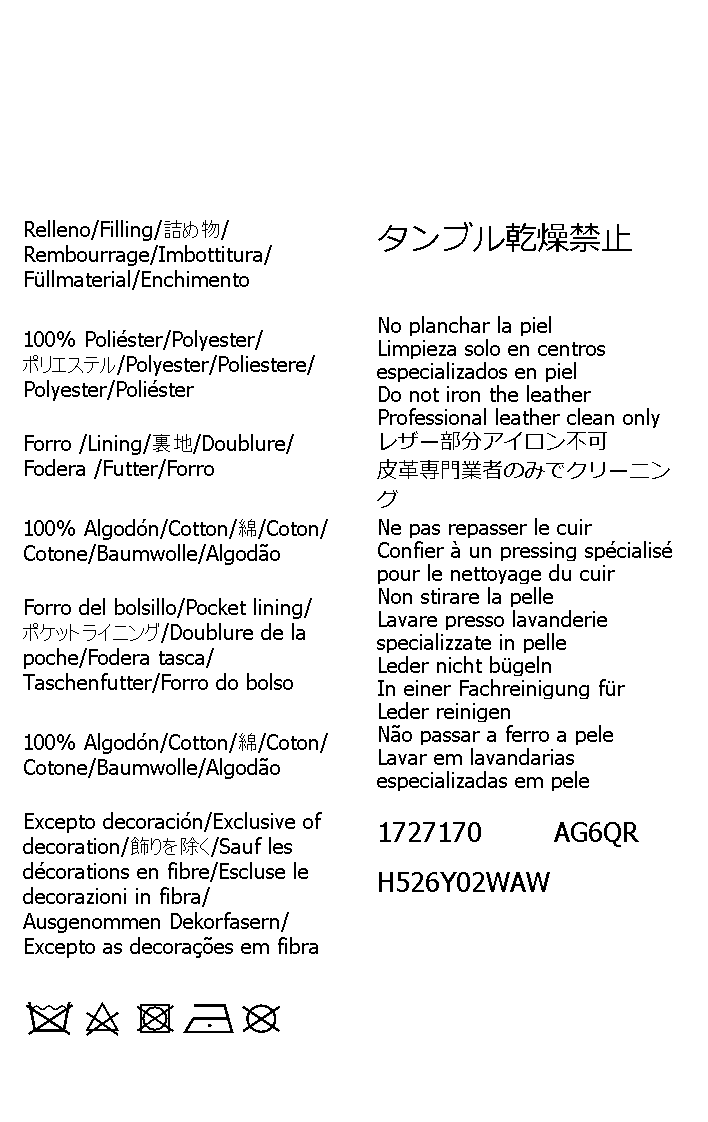 Relleno/Filling/詰め物/
Rembourrage/Imbottitura/
Füllmaterial/Enchimento
100% Poliéster/Polyester/
ポリエステル/Polyester/Poliestere/
Polyester/Poliéster
Forro /Lining/裏地/Doublure/
Fodera /Futter/Forro
100% Algodón/Cotton/綿/Coton/
Cotone/Baumwolle/Algodão
Forro del bolsillo/Pocket lining/
ポケットライニング/Doublure de la
poche/Fodera tasca/
Taschenfutter/Forro do bolso
100% Algodón/Cotton/綿/Coton/
Cotone/Baumwolle/Algodão
Excepto decoración/Exclusive of
decoration/飾りを除く/Sauf les
décorations en fibre/Escluse le
decorazioni in fibra/
Ausgenommen Dekorfasern/
Excepto as decorações em fibra
タンブル乾燥禁止
No planchar la piel
Limpieza solo en centros
especializados en piel
Do not iron the leather
Professional leather clean only
レザー部分アイロン不可
皮革専門業者のみでクリーニン
グ
Ne pas repasser le cuir
Confier à un pressing spécialisé
pour le nettoyage du cuir
Non stirare la pelle
Lavare presso lavanderie
specializzate in pelle
Leder nicht bügeln
In einer Fachreinigung für
Leder reinigen
Não passar a ferro a pele
Lavar em lavandarias
especializadas em pele
1727170 AG6QR
H526Y02WAW